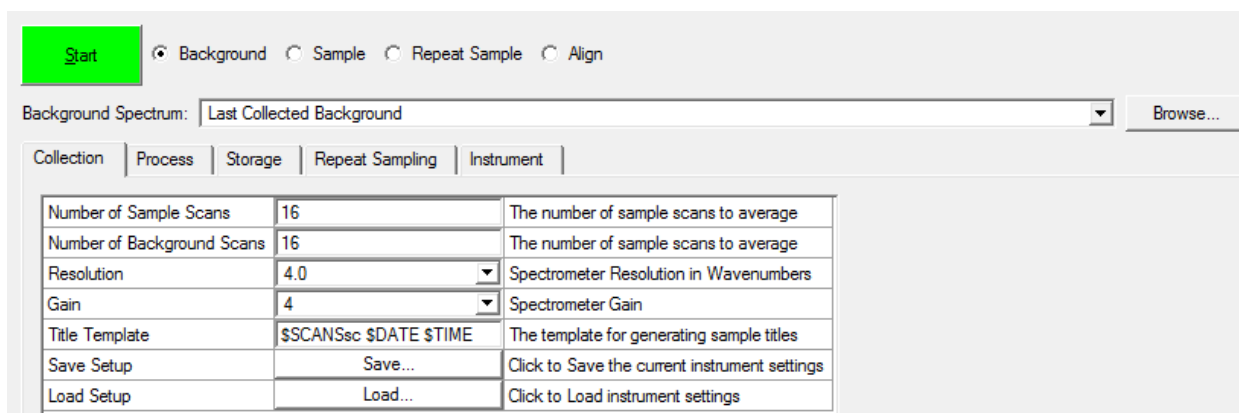 Start Background Sample Repeat Sample Align
Background Spectrum: Last Collected Background Browse...
Collection Process Storage Repeat Sampling Instrument
Number of Sample Scans 16 The number of sample scans to average
Number of Background Scans 16 The number of sample scans to average
Resolution 4.0 Spectrometer Resolution in Wavenumbers
Gain 4 Spectrometer Gain
Title Template $SCANSsc $DATE $TIME The template for generating sample titles
Save Setup Save... Click to Save the current instrument settings
Load Setup Load... Click to Load instrument settings